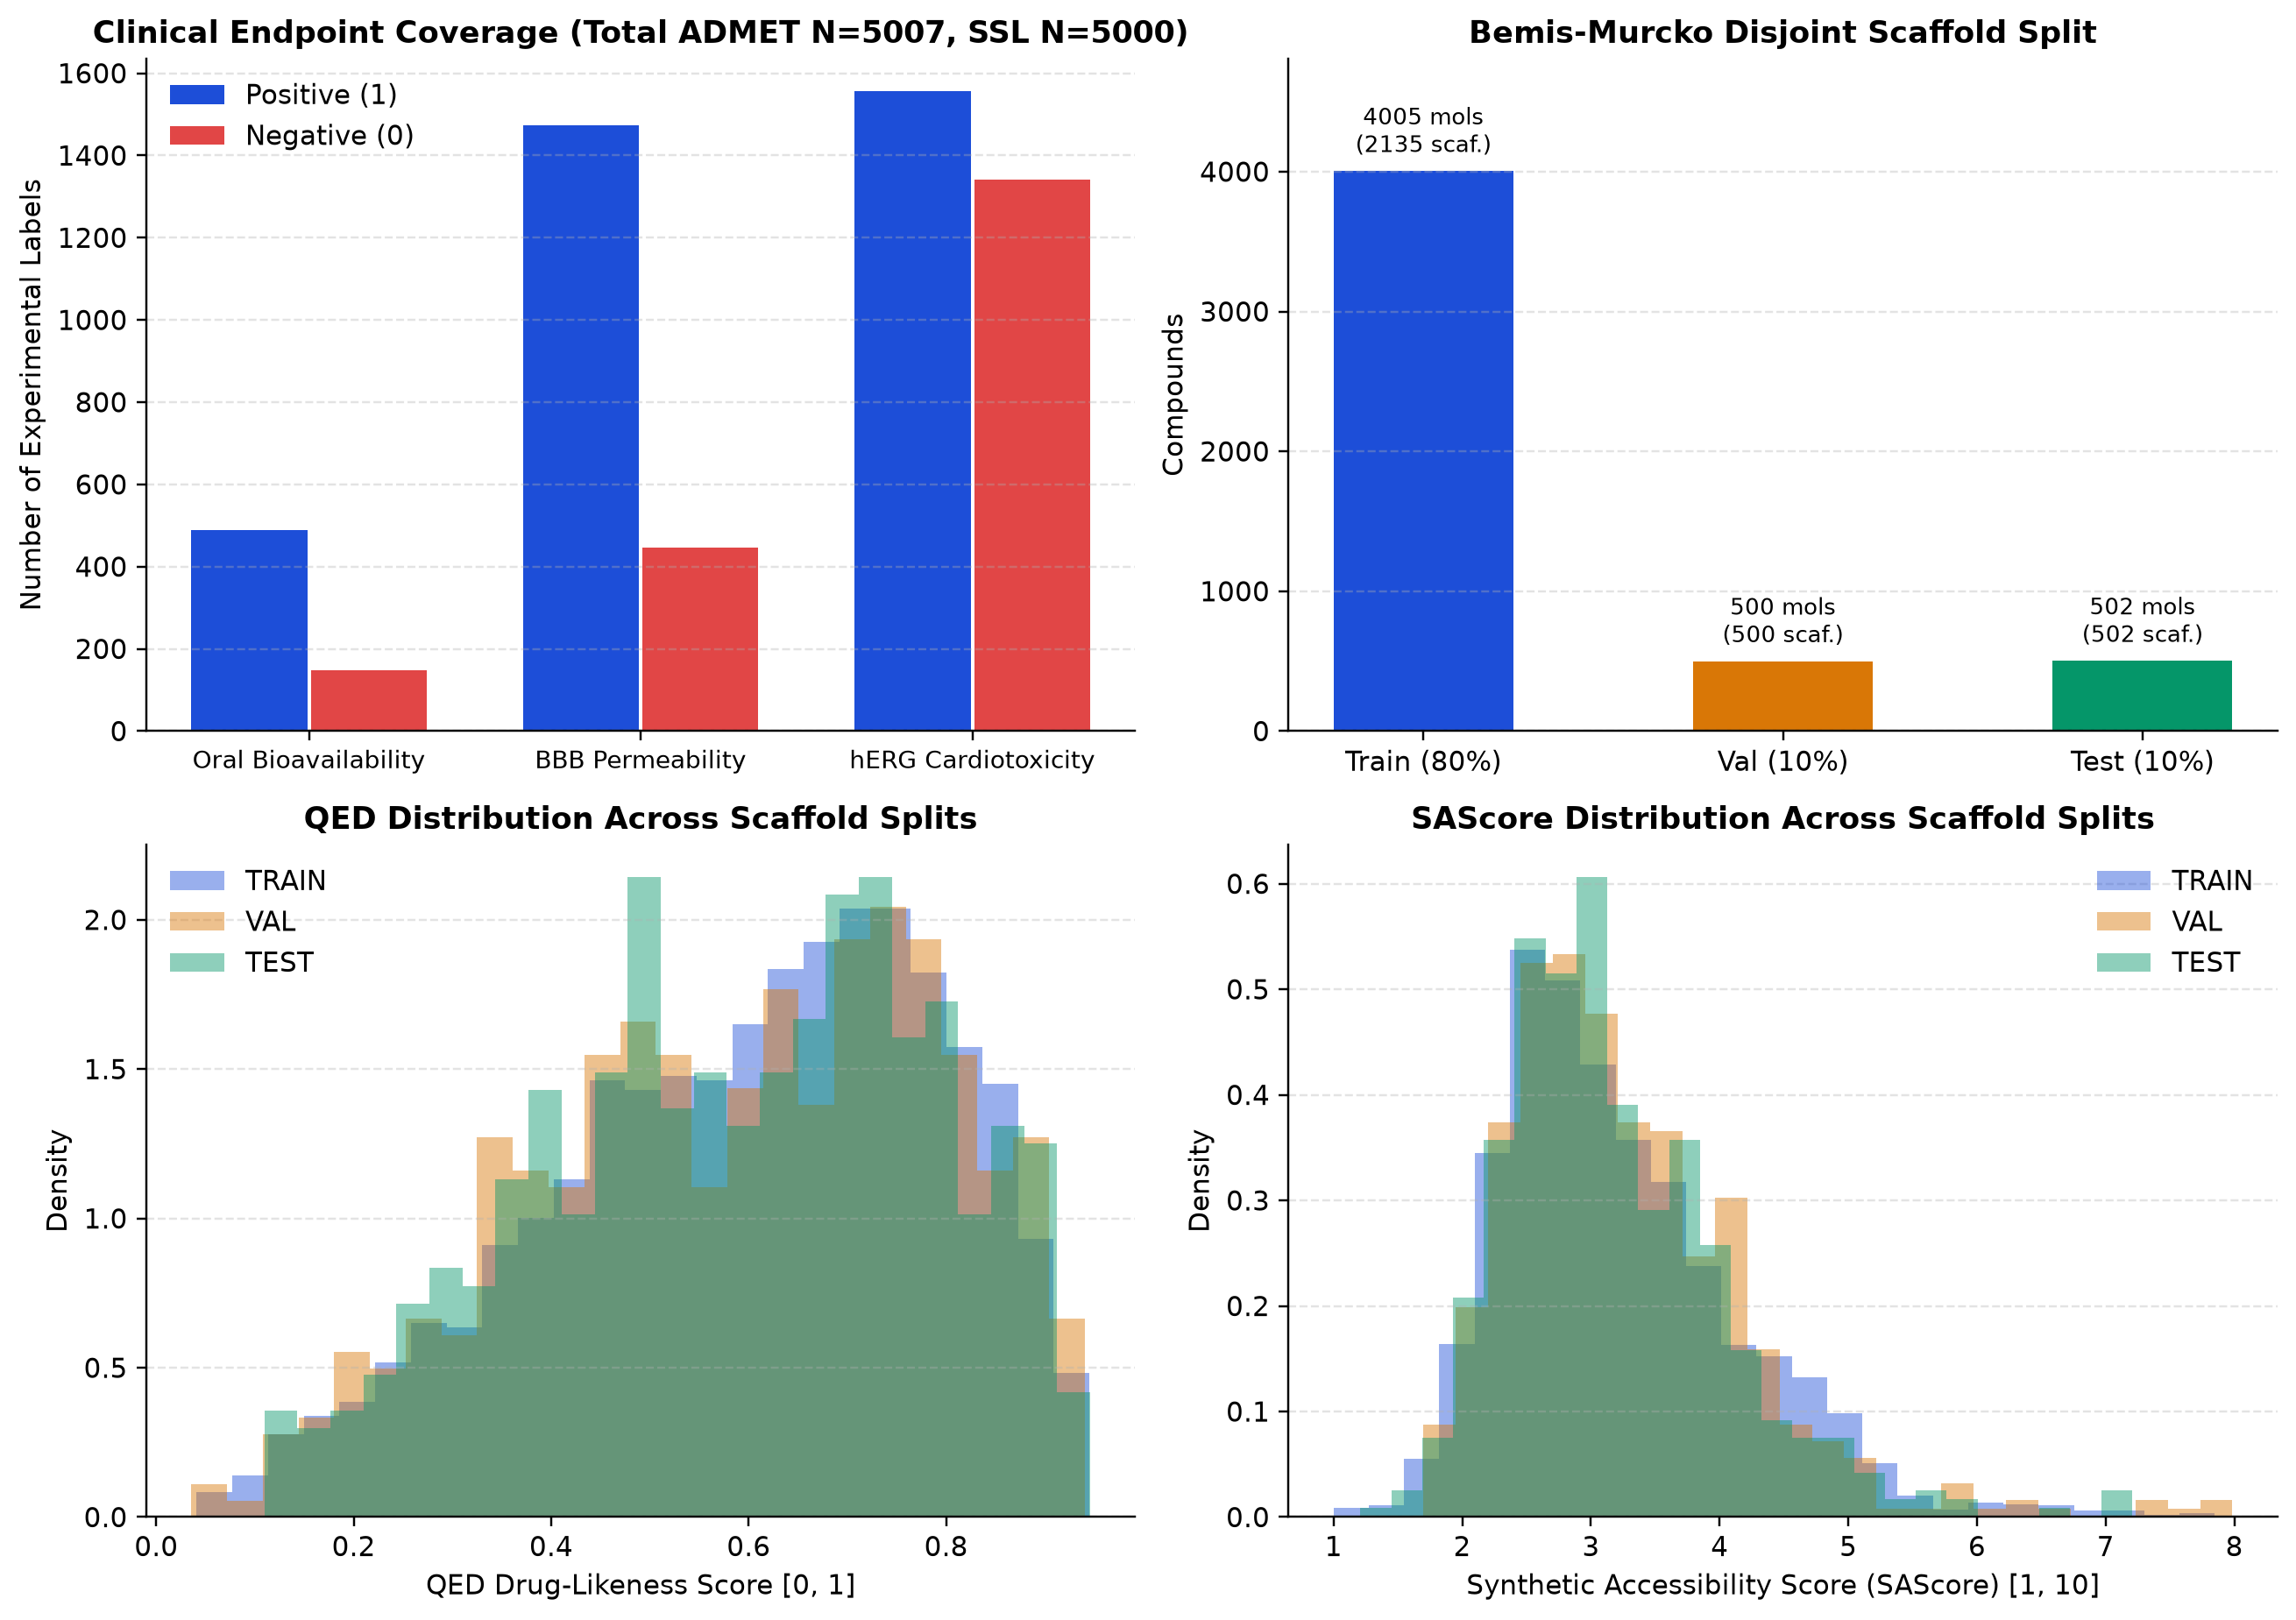 Clinical Endpoint Coverage (Total ADMET N=5007, SSL N=5000)
Number of Experimental Labels
1600
1400
1200
1000
800
600
400
200
0
Positive (1)
Negative (0)
Oral Bioavailability
BBB Permeability
hERG Cardiotoxicity
Bemis-Murcko Disjoint Scaffold Split
Compounds
4000
3000
2000
1000
0
4005 mols
(2135 scaf.)
500 mols
(500 scaf.)
502 mols
(502 scaf.)
Train (80%)
Val (10%)
Test (10%)
QED Distribution Across Scaffold Splits
Density
2.0
1.5
1.0
0.5
0.0
TRAIN
VAL
TEST
0.0
0.2
0.4
0.6
0.8
QED Drug-Likeness Score [0, 1]
SAScore Distribution Across Scaffold Splits
Density
0.6
0.5
0.4
0.3
0.2
0.1
0.0
TRAIN
VAL
TEST
1
2
3
4
5
6
7
8
Synthetic Accessibility Score (SAScore) [1, 10]